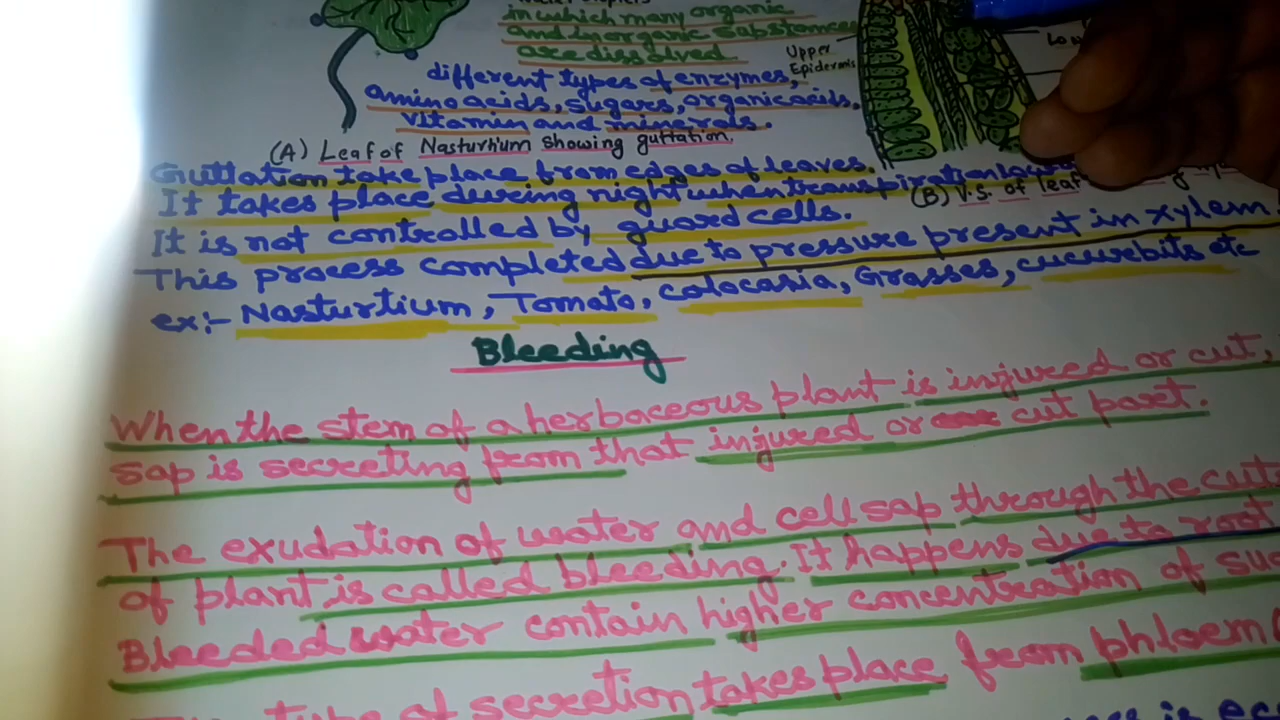 in which many organic
and inorganic sapstances
are dissolved
different types of enzymes,
amino acids, sugars, organic acids,
vitamin and minerals.
Upper
Epidermis
(A) Leaf of Nasturtium showing guttation.
(B) V.S. of leaf
Guttation take place from edges of leaves.
It takes place during night when transpiration low
It is not controlled by guard cells.
This process completed due to pressure present in xylem
ex:- Nasturtium, Tomato, colocasia, Grasses, cucurbits etc
Bleeding
When the stem of a herbaceous plant is injured or cut,
sap is secreting from that injured or cut part.
The exudation of water and cell sap through the cuts
of plant is called bleeding. It happens due to root
Bleeded water contain higher concentration of
type of secretion takes place from phloem